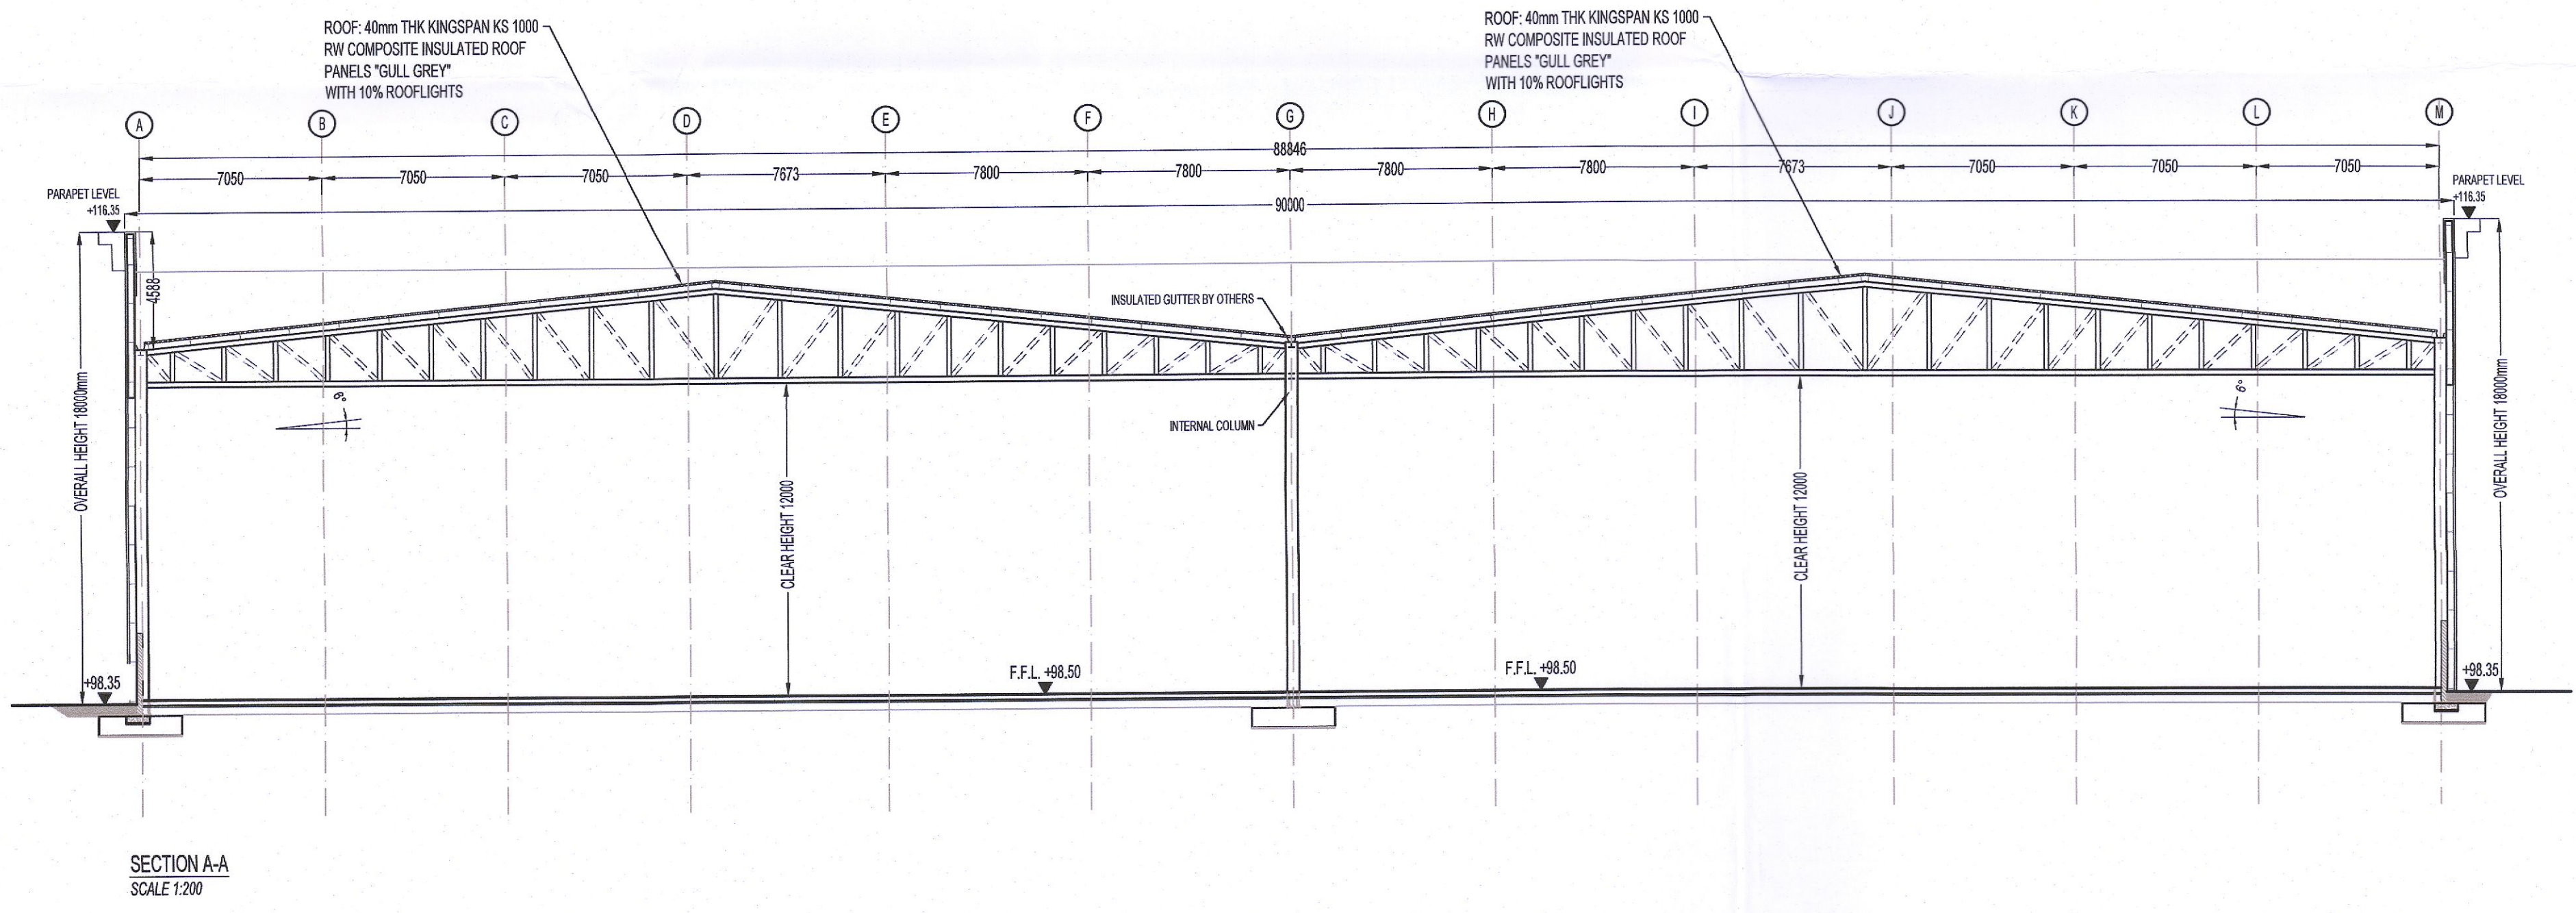 ROOF: 40mm THK KINGSPAN KS 1000
RW COMPOSITE INSULATED ROOF
PANELS "GULL GREY"
WITH 10% ROOFLIGHTS
ROOF: 40mm THK KINGSPAN KS 1000
RW COMPOSITE INSULATED ROOF
PANELS "GULL GREY"
WITH 10% ROOFLIGHTS
A B C D E F G H I J K L M
88846
7050 7050 7050 7673 7800 7800 7800 7800 7673 7050 7050 7050
PARAPET LEVEL
+116.35
PARAPET LEVEL
+116.35
90000
4588
INSULATED GUTTER BY OTHERS
6°
6°
INTERNAL COLUMN
OVERALL HEIGHT 18000mm
CLEAR HEIGHT 12000
CLEAR HEIGHT 12000
OVERALL HEIGHT 18000mm
F.F.L. +98.50
F.F.L. +98.50
+98.35
+98.35
SECTION A-A
SCALE 1:200